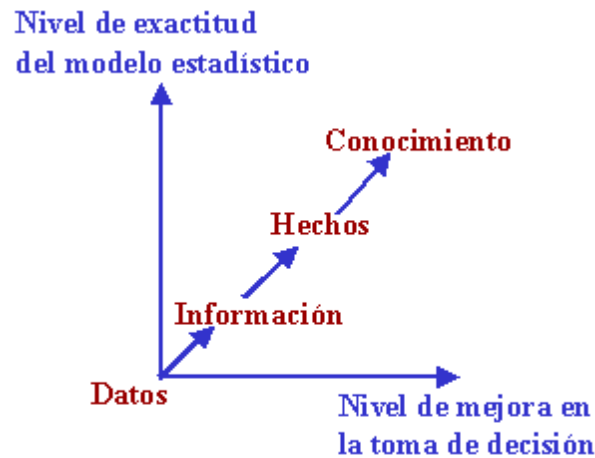 Nivel de exactitud
del modelo estadístico
Conocimiento
Hechos
Información
Datos
Nivel de mejora en
la toma de decisión